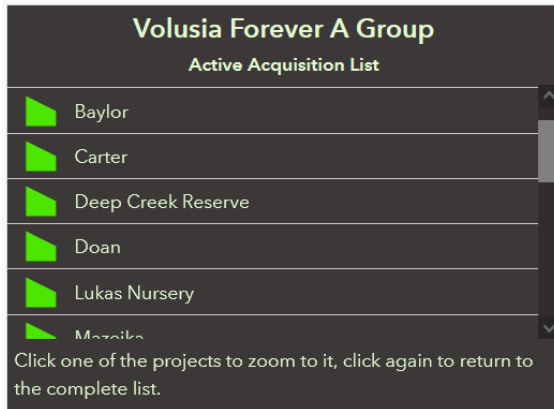 Volusia Forever A Group
Active Acquisition List
Baylor
Carter
Deep Creek Reserve
Doan
Lukas Nursery
Click one of the projects to zoom to it, click again to return to
the complete list.